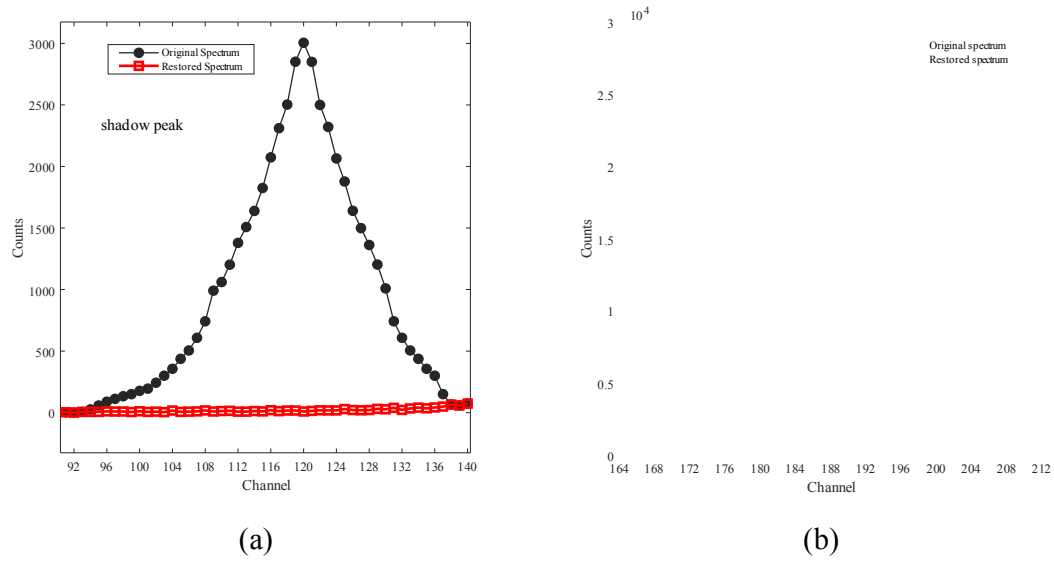 3000
2500
2000
1500
1000
500
0
Counts
Original Spectrum
Restored Spectrum
shadow peak
92 96 100 104 108 112 116 120 124 128 132 136 140
Channel
(a)
10^4
3
2.5
2
1.5
1
0.5
0
Counts
Original spectrum
Restored spectrum
164 168 172 176 180 184 188 192 196 200 204 208 212
Channel
(b)